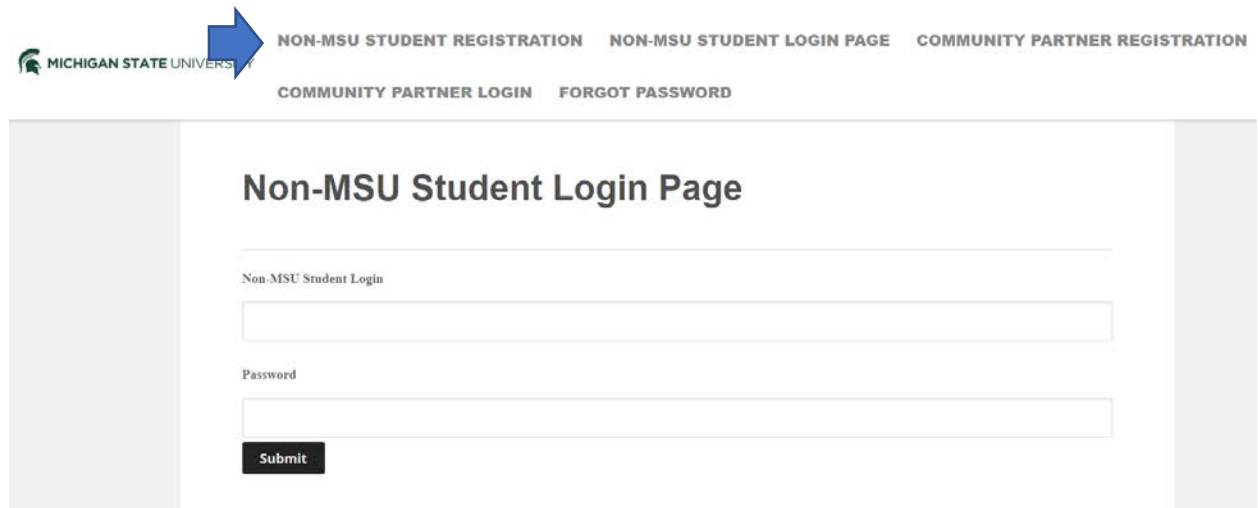 NON-MSU STUDENT REGISTRATION NON-MSU STUDENT LOGIN PAGE COMMUNITY PARTNER REGISTRATION
MICHIGAN STATE UNIVERSITY
COMMUNITY PARTNER LOGIN FORGOT PASSWORD
Non-MSU Student Login Page
Non-MSU Student Login
Password
Submit